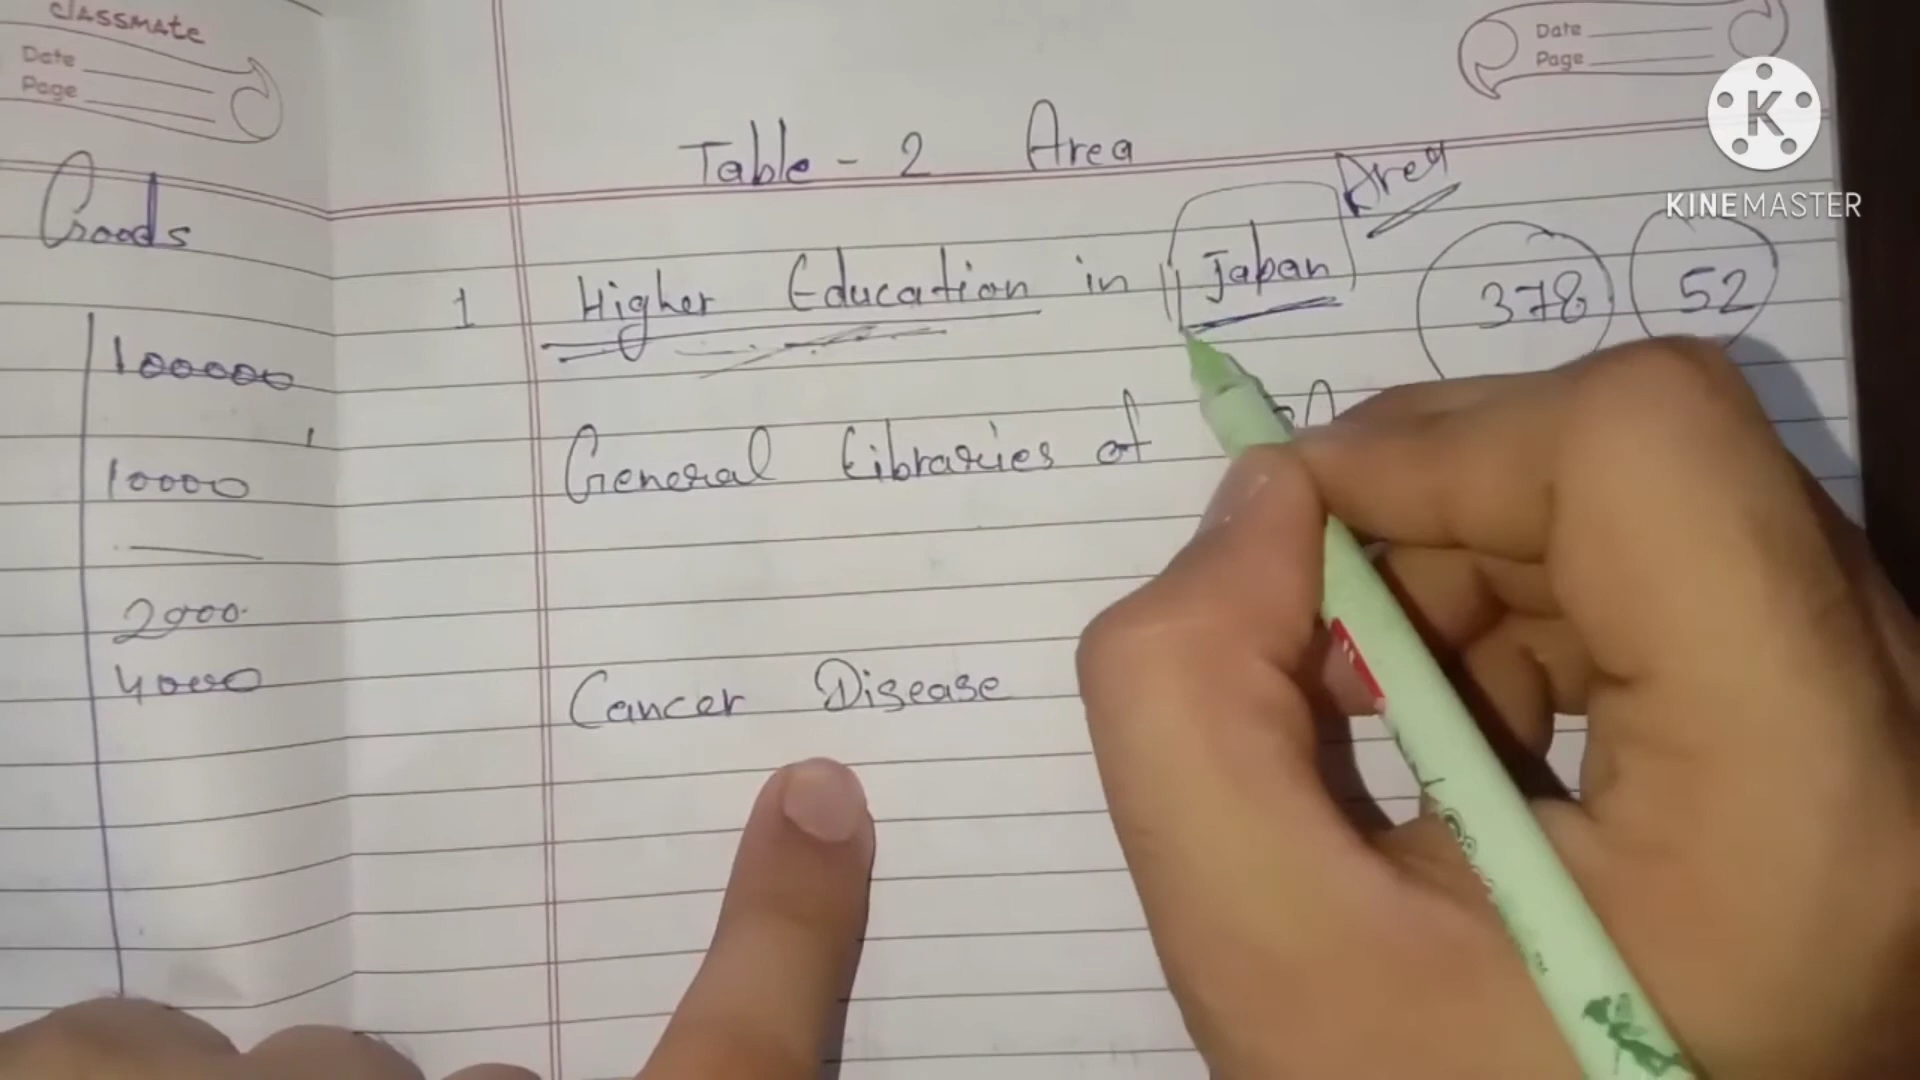 classmate
Date
Page
Goods
100000
10000
2000
4000
Date
Page
K
KINEMASTER
Table - 2 Area
Area
1 Higher Education in Japan 378 52
General Libraries of
Cancer Disease